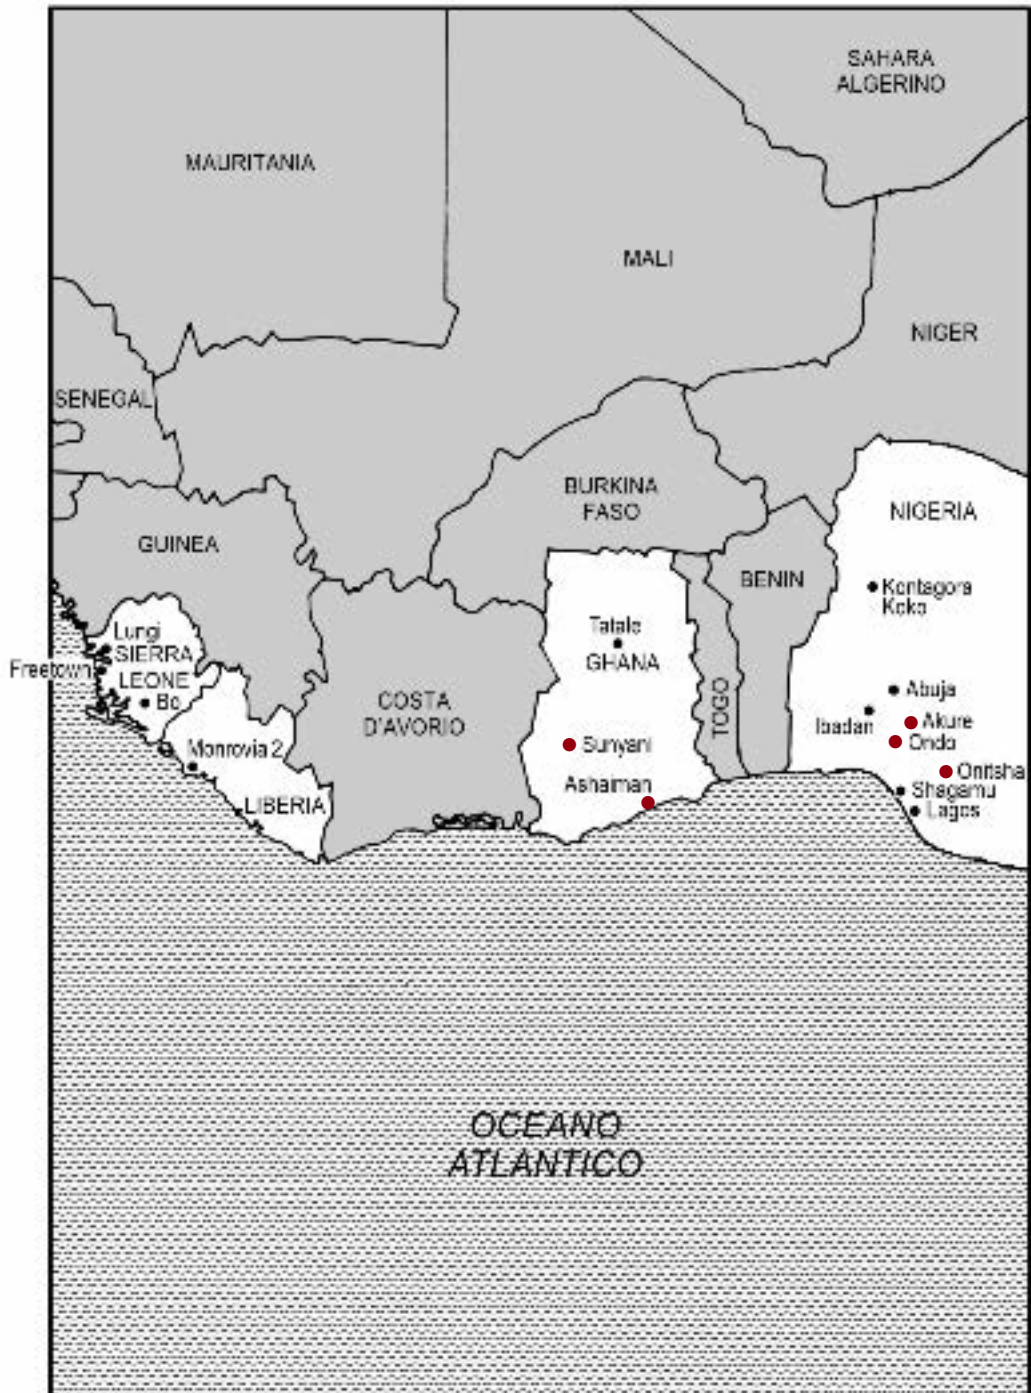 SAHARA
ALGERINO
MAURITANIA
MALI
NIGER
SENEGAL
BURKINA
FASO
NIGERIA
GUINEA
BENIN
Kontagora
Koko
Lungi
Tatale
SIERRA
GHANA
Freetown
LEONE
Bo
Abuja
COSTA
D'AVORIO
TOGO
Ibadan
Akure
Ondo
Monrovia 2
Sunyani
Onitsha
Ashaiman
Shagamu
LIBERIA
Lagos
OCEANO
ATLANTICO